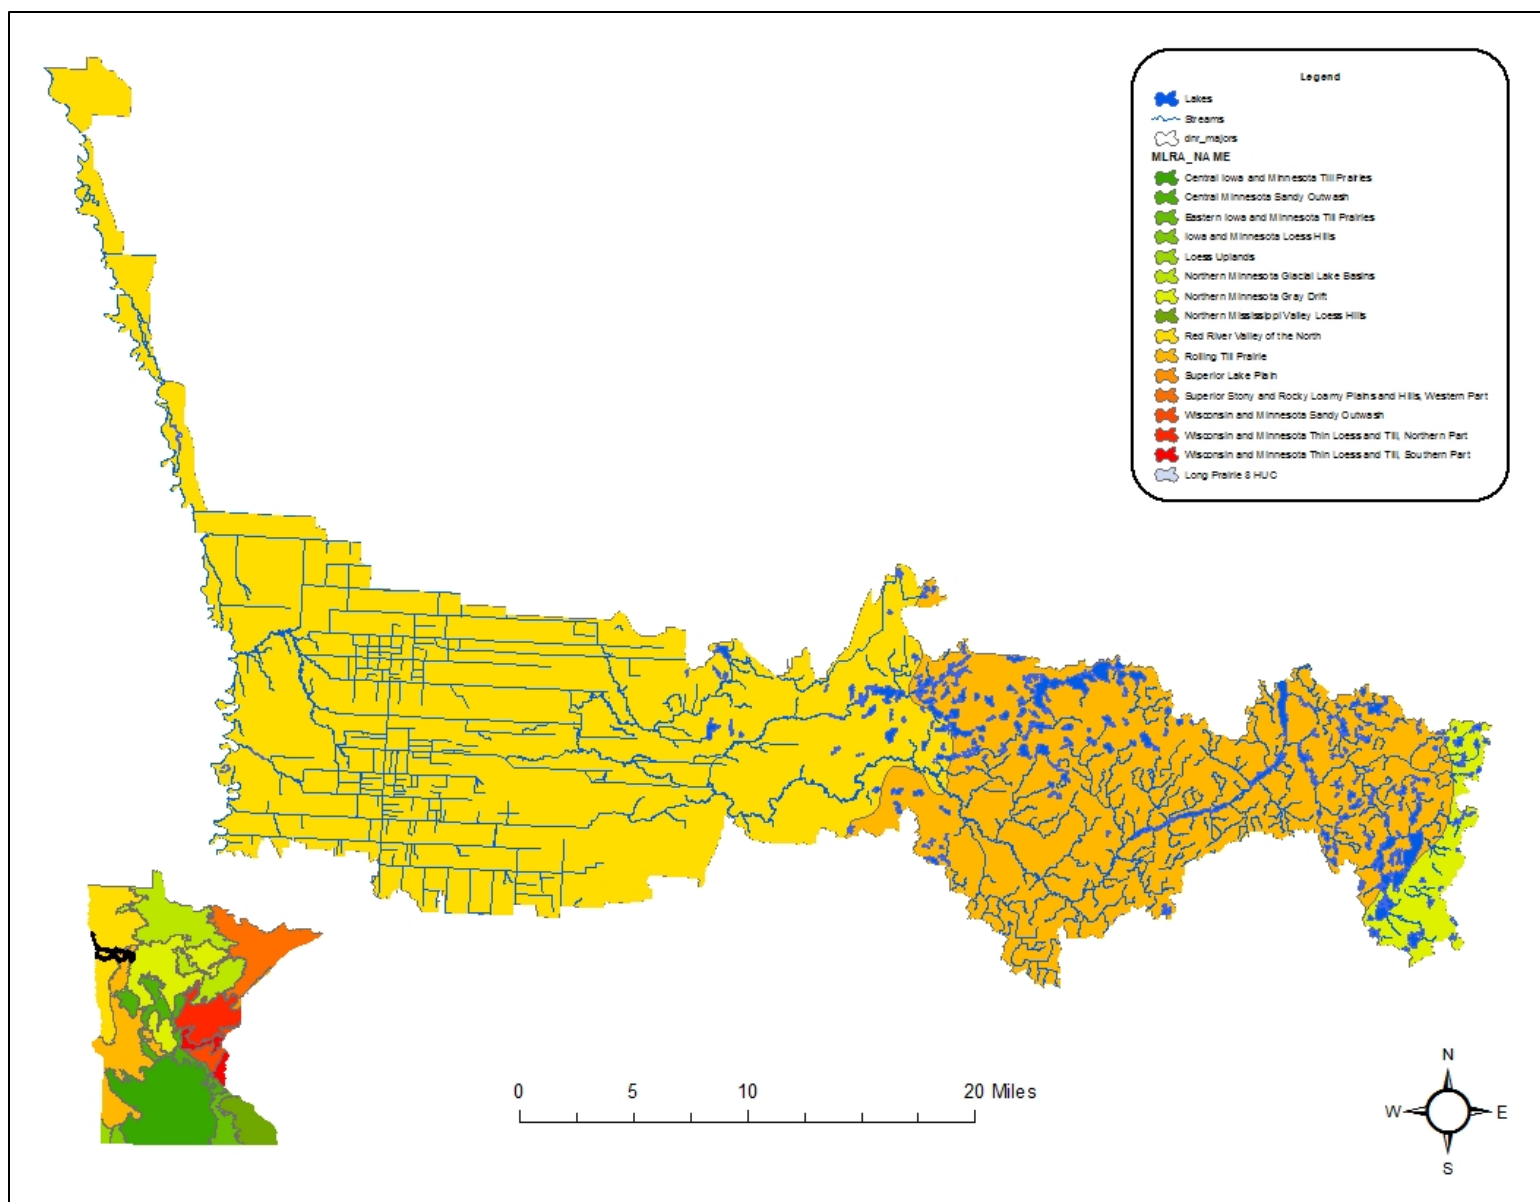 Legend
Lakes
Streams
dnr_majors
MLRA_NAME
Central Iowa and Minnesota Till Prairies
Central Minnesota Sandy Outwash
Eastern Iowa and Minnesota Till Prairies
Iowa and Minnesota Loess Hills
Loess Uplands
Northern Minnesota Glacial Lake Basins
Northern Minnesota Gray Drift
Northern Mississippi Valley Loess Hills
Red River Valley of the North
Rolling Till Prairie
Superior Lake Plain
Superior Stony and Rocky Loamy Plains and Hills, Western Part
Wisconsin and Minnesota Sandy Outwash
Wisconsin and Minnesota Thin Loess and Till, Northern Part
Wisconsin and Minnesota Thin Loess and Till, Southern Part
Long Prairie 8 HUC
0 5 10 20 Miles
N
W E
S